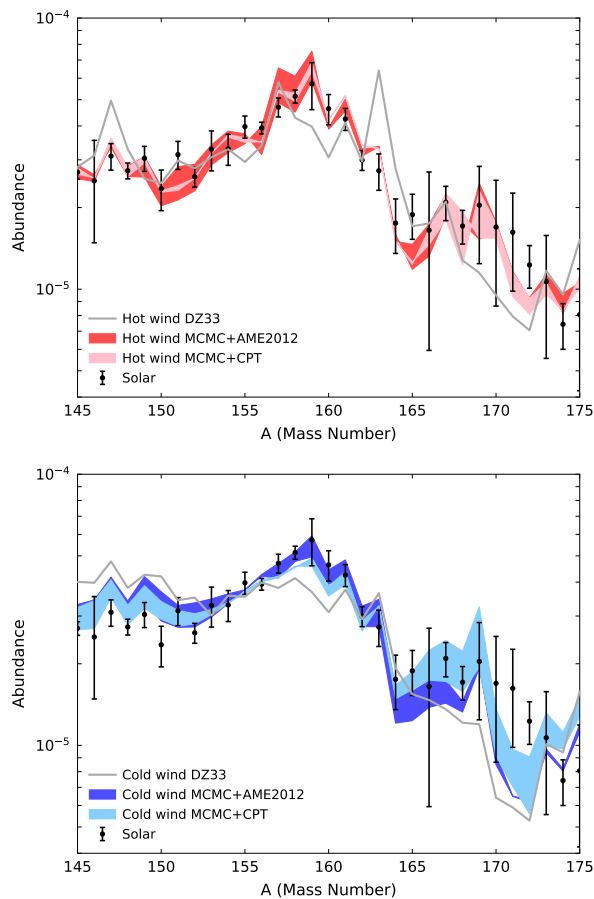 10⁻⁴
10⁻⁵
Abundance
Hot wind DZ33
Hot wind MCMC+AME2012
Hot wind MCMC+CPT
Solar
145 150 155 160 165 170 175
A (Mass Number)
10⁻⁴
10⁻⁵
Abundance
Cold wind DZ33
Cold wind MCMC+AME2012
Cold wind MCMC+CPT
Solar
145 150 155 160 165 170 175
A (Mass Number)